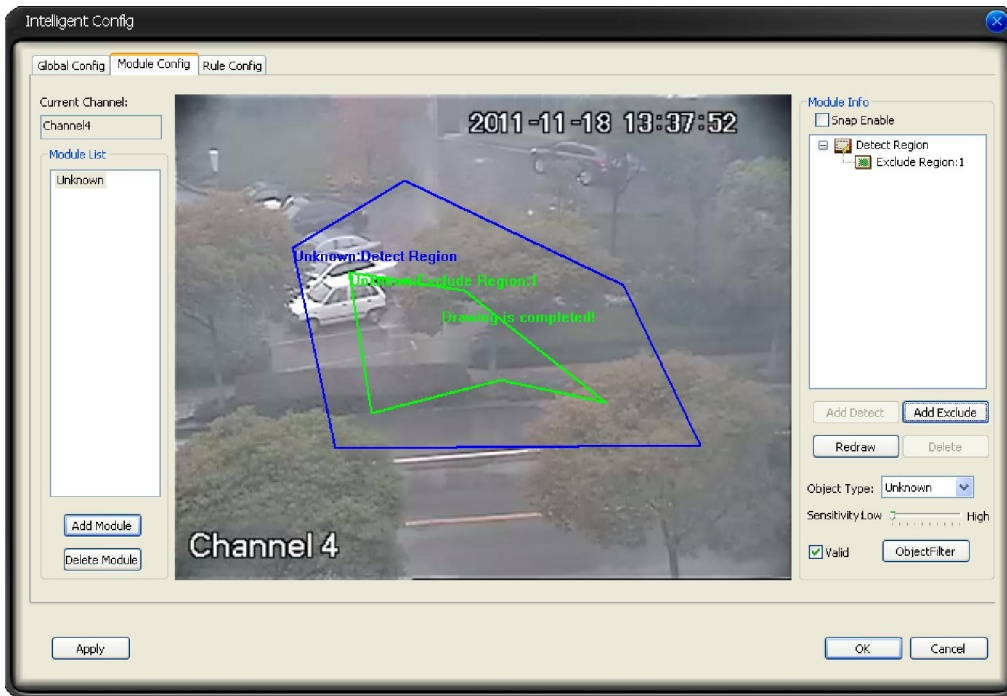 Intelligent Config
Global Config Module Config Rule Config
Current Channel:
Channel4
Module List
Unknown
Add Module
Delete Module
2011-11-18 13:37:52
Unknown:Detect Region
Unknown:Exclude Region:1
Drawing is completed!
Channel 4
Module Info
Snap Enable
Detect Region
Exclude Region:1
Add Detect Add Exclude
Redraw Delete
Object Type: Unknown
Sensitivity:Low High
Valid ObjectFilter
Apply OK Cancel